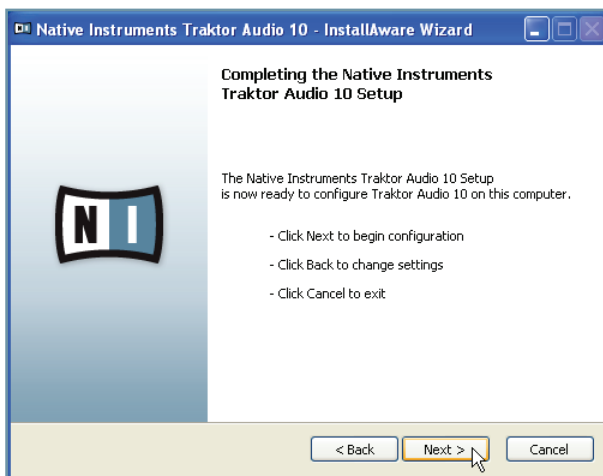 Native Instruments Traktor Audio 10 - InstallAware Wizard
Completing the Native Instruments
Traktor Audio 10 Setup
The Native Instruments Traktor Audio 10 Setup
is now ready to configure Traktor Audio 10 on this computer.
- Click Next to begin configuration
- Click Back to change settings
- Click Cancel to exit
N I
< Back Next > Cancel